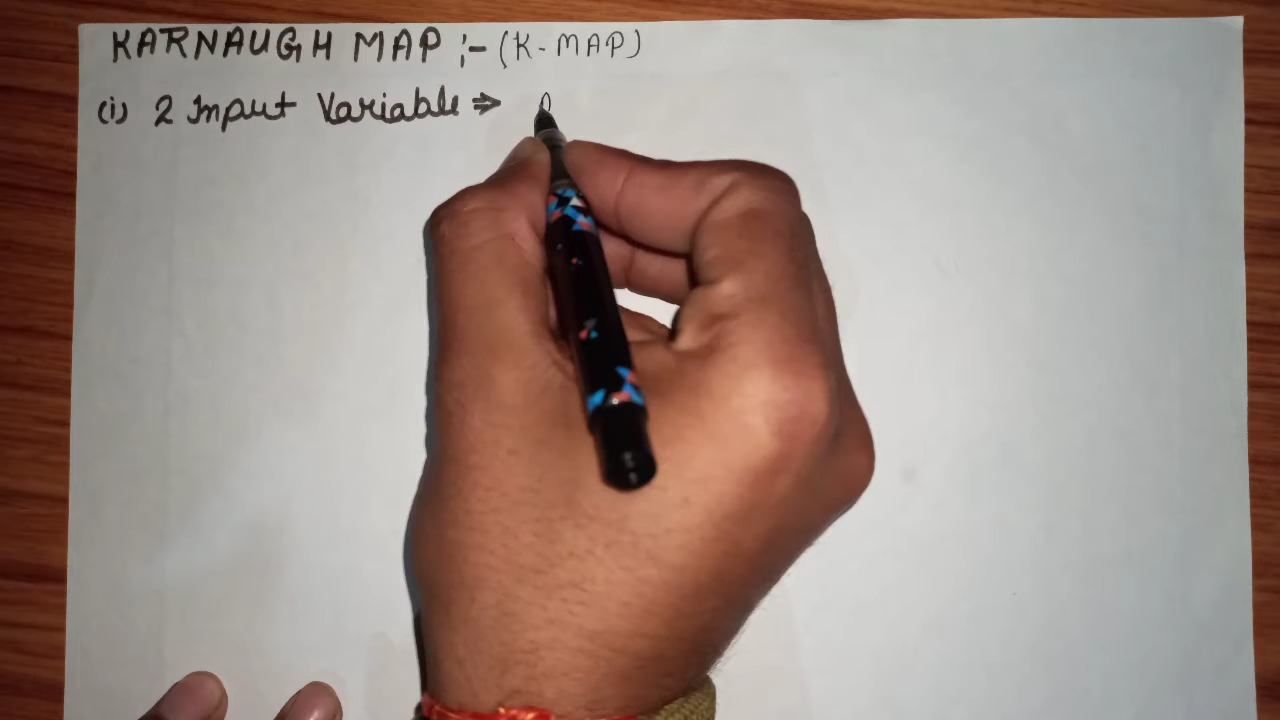 KARNAUGH MAP :- (K-MAP)
(i) 2 Input Variable ⇒